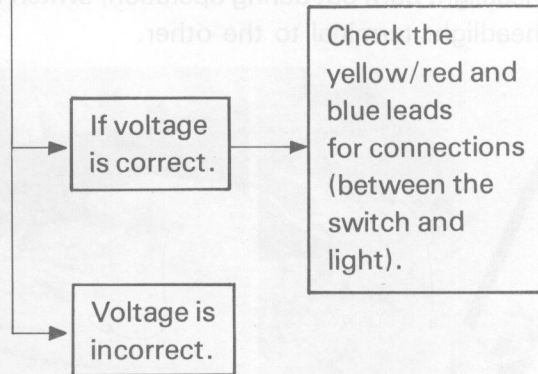 Check the
yellow/red and
blue leads
for connections
(between the
switch and
light).
If voltage
is correct.
Voltage is
incorrect.